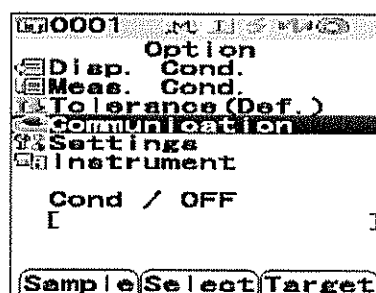 0001
Option
Disp. Cond.
Meas. Cond.
Tolerance(Def.)
Communication
Settings
Instrument
Cond / OFF
[ ]
Sample Select Target